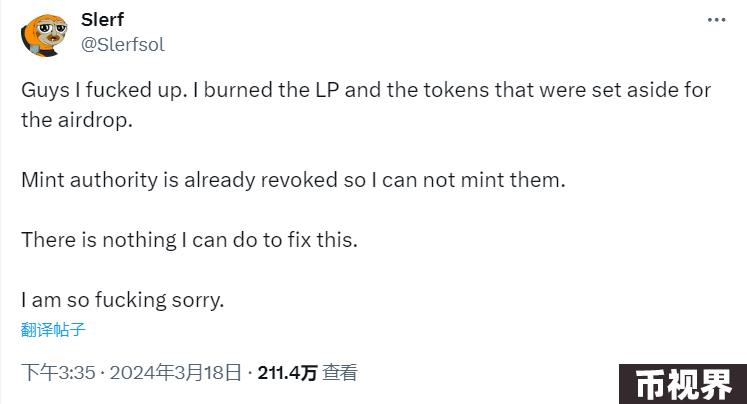 Slerf
@Slerfsol
Guys I fucked up. I burned the LP and the tokens that were set aside for
the airdrop.
Mint authority is already revoked so I can not mint them.
There is nothing I can do to fix this.
I am so fucking sorry.
翻译帖子
下午3:35 · 2024年3月18日 · 211.4万 查看
币视界